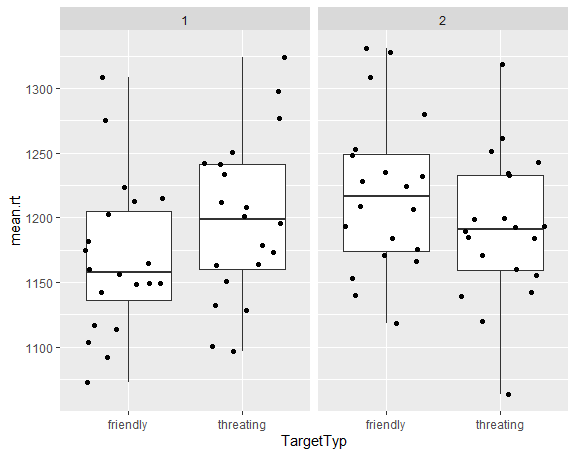 1 2
mean.rt
1300
1250
1200
1150
1100
friendly threating friendly threating
TargetTyp